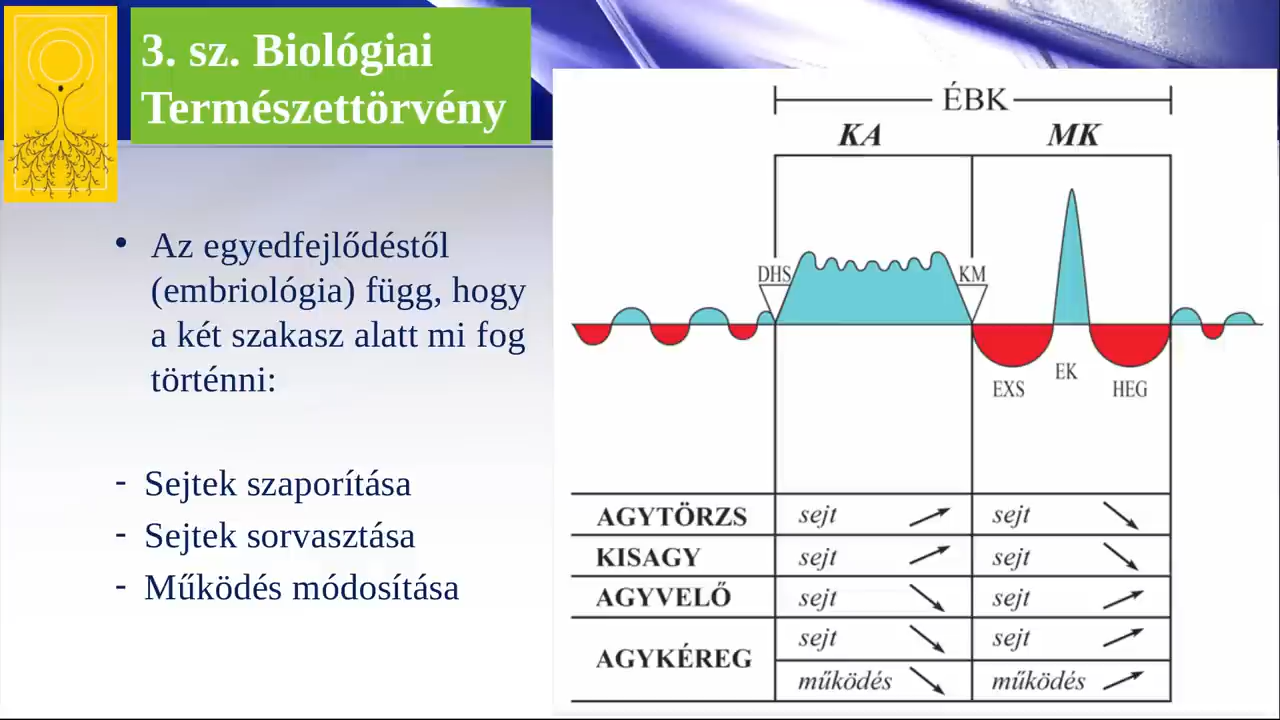 3. sz. Biológiai
Természettörvény
• Az egyedfejlődéstől
(embriológia) függ, hogy
a két szakasz alatt mi fog
történni:
- Sejtek szaporítása
- Sejtek sorvasztása
- Működés módosítása
ÉBK
KA MK
DHS KM
EXS EK HEG
AGYTÖRZS sejt sejt
KISAGY sejt sejt
AGYVELŐ sejt sejt
AGYKÉREG sejt sejt
működés működés